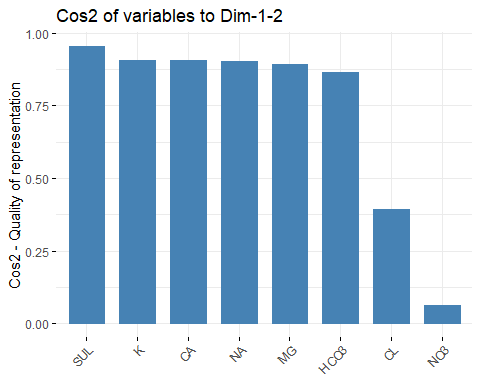 Cos2 of variables to Dim-1-2
Cos2 - Quality of representation
1.00
0.75
0.50
0.25
0.00
SUL
K
CA
NA
MG
HCO3
CL
NO3